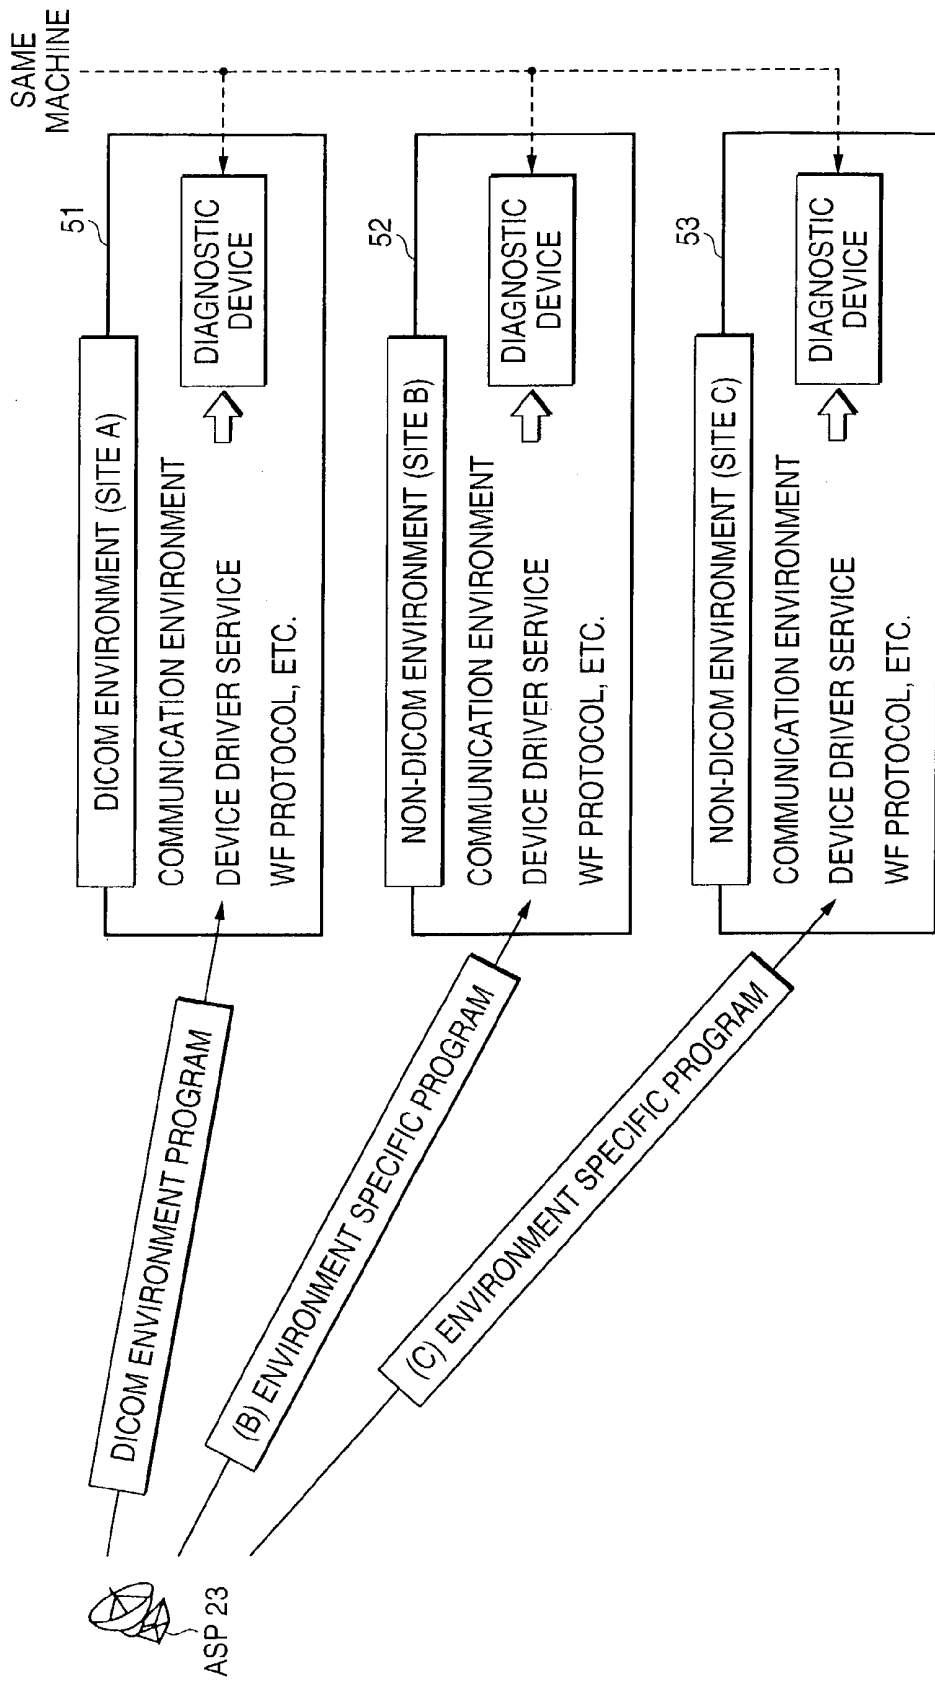 SAME
MACHINE
ASP 23
DICOM ENVIRONMENT PROGRAM
DICOM ENVIRONMENT (SITE A)
51
COMMUNICATION ENVIRONMENT
DEVICE DRIVER SERVICE
WF PROTOCOL, ETC.
DIAGNOSTIC
DEVICE
(B) ENVIRONMENT SPECIFIC PROGRAM
NON-DICOM ENVIRONMENT (SITE B)
52
COMMUNICATION ENVIRONMENT
DEVICE DRIVER SERVICE
WF PROTOCOL, ETC.
DIAGNOSTIC
DEVICE
(C) ENVIRONMENT SPECIFIC PROGRAM
NON-DICOM ENVIRONMENT (SITE C)
53
COMMUNICATION ENVIRONMENT
DEVICE DRIVER SERVICE
WF PROTOCOL, ETC.
DIAGNOSTIC
DEVICE